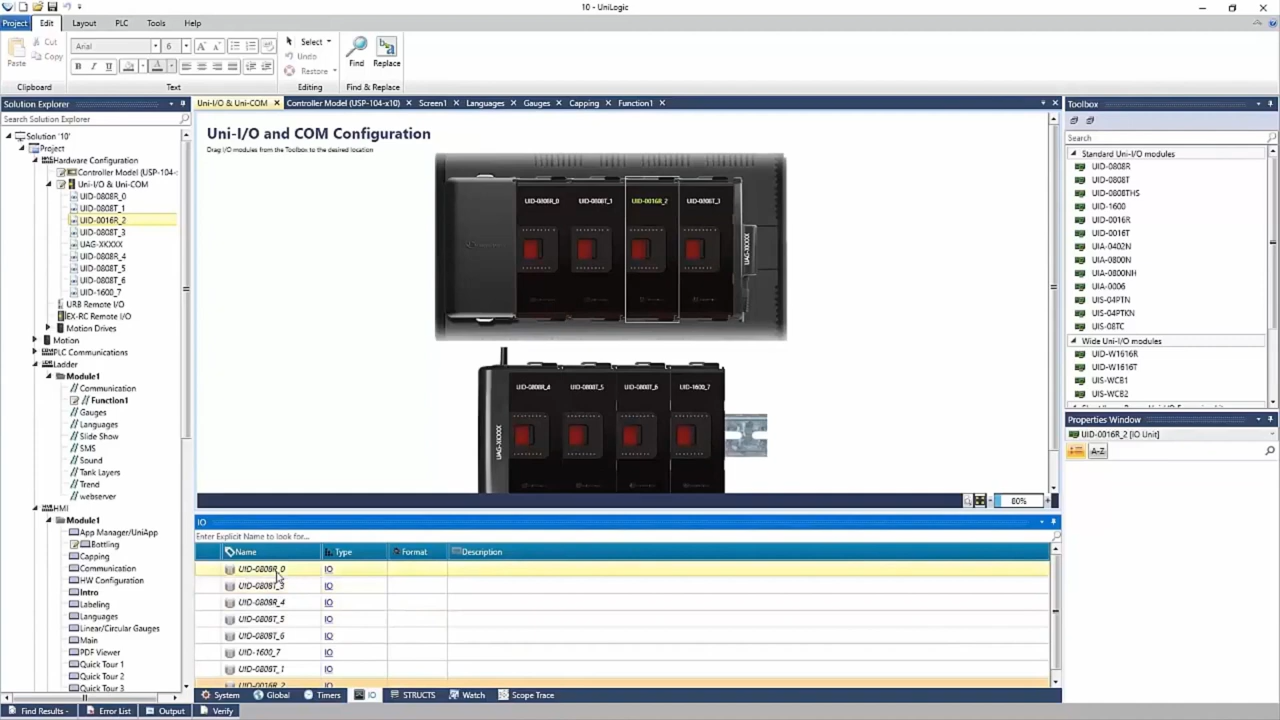 10 - UniLogic
Project Edit Layout PLC Tools Help
Paste
Cut
Copy
Arial 6
B I U
Select
Undo
Restore
Find Replace
Clipboard Text Editing Find & Replace
Solution Explorer
Search Solution Explorer
Solution '10'
Project
Hardware Configuration
Controller Model (USP-104-
Uni-I/O & Uni-COM
UID-0808R_0
UID-0808T_1
UID-0016R_2
UID-0808T_3
UAG-XXXXX
UID-0808R_4
UID-0808T_5
UID-0808T_6
UID-1600_7
URB Remote I/O
EX-RC Remote I/O
Motion Drives
Motion
PLC Communications
Ladder
Module1
Communication
Function1
Gauges
Languages
Slide Show
SMS
Sound
Tank Layers
Trend
webserver
HMI
Module1
App Manager/UniApp
Bottling
Capping
Communication
HW Configuration
Intro
Labeling
Languages
Linear/Circular Gauges
Main
PDF Viewer
Quick Tour 1
Quick Tour 2
Quick Tour 3
Uni-I/O & Uni-COM Controller Model (USP-104-x10) Screen1 Languages Gauges Capping Function1
Uni-I/O and COM Configuration
Drag I/O modules from the Toolbox to the desired location
UID-0808R_0 UID-0808T_1 UID-0016R_2 UID-0808T_3
UAG-XXXXX
UID-0808R_4 UID-0808T_5 UID-0808T_6 UID-1600_7
UAG-XXXXX
80%
IO
Enter Explicit Name to look for...
Name Type Format Description
UID-0808R_0 IO
UID-0808T_3 IO
UID-0808R_4 IO
UID-0808T_5 IO
UID-0808T_6 IO
UID-1600_7 IO
UID-0808T_1 IO
UID-0016R_2 IO
System Global Timers IO STRUCTS Watch Scope Trace
Toolbox
Search
Standard Uni-I/O modules
UID-0808R
UID-0808T
UID-0808THS
UID-1600
UID-0016R
UID-0016T
UIA-0402N
UIA-0800N
UIA-0800NH
UIA-0006
UIS-04PTN
UIS-04PTKN
UIS-08TC
Wide Uni-I/O modules
UID-W1616R
UID-W1616T
UIS-WCB1
UIS-WCB2
Properties Window
UID-0016R_2 [IO Unit]
A-Z
Find Results - Error List Output Verify